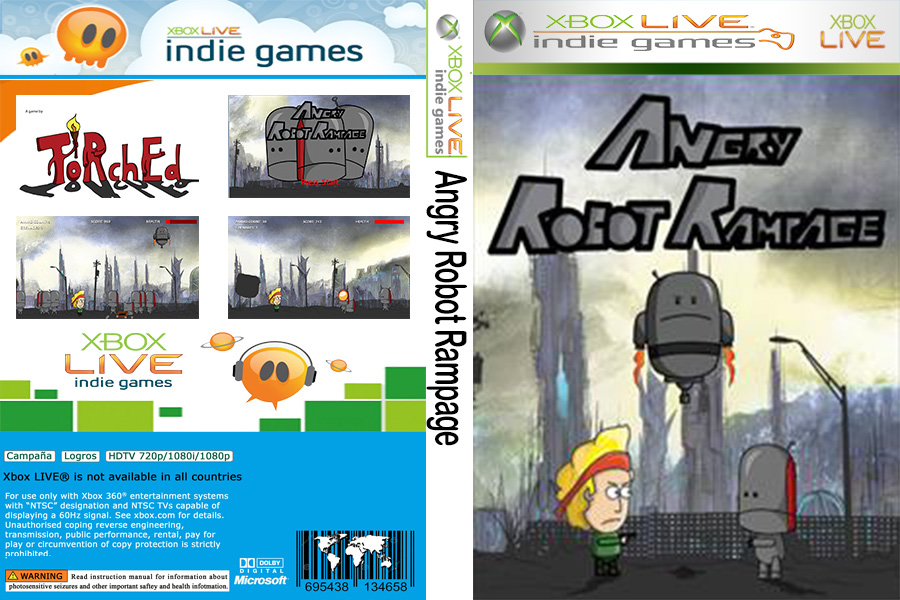 XBOX LIVE
indie games
A game by
TORchEd
ANGRY
ROBOT RAMPAGE
Press Start
HEALTH
HEALTH
XBOX
LIVE
indie games
Campaña Logros HDTV 720p/1080i/1080p
Xbox LIVE® is not available in all countries
For use only with Xbox 360® entertainment systems
with “NTSC” designation and NTSC TVs capable of
displaying a 60Hz signal. See xbox.com for details.
Unauthorised coping reverse engineering,
transmission, public performance, rental, pay for
play or circumvention of copy protection is strictly
prohibited.
WARNING Read instruction manual for information about
photosensitive seizures and other important saftey and health infotmation.
DOLBY
DIGITAL
Microsoft
695438 134658
XBOX LIVE
indie games
Angry Robot Rampage
XBOX LIVE
indie games
XBOX
LIVE
ANGRY
ROBOT RAMPAGE